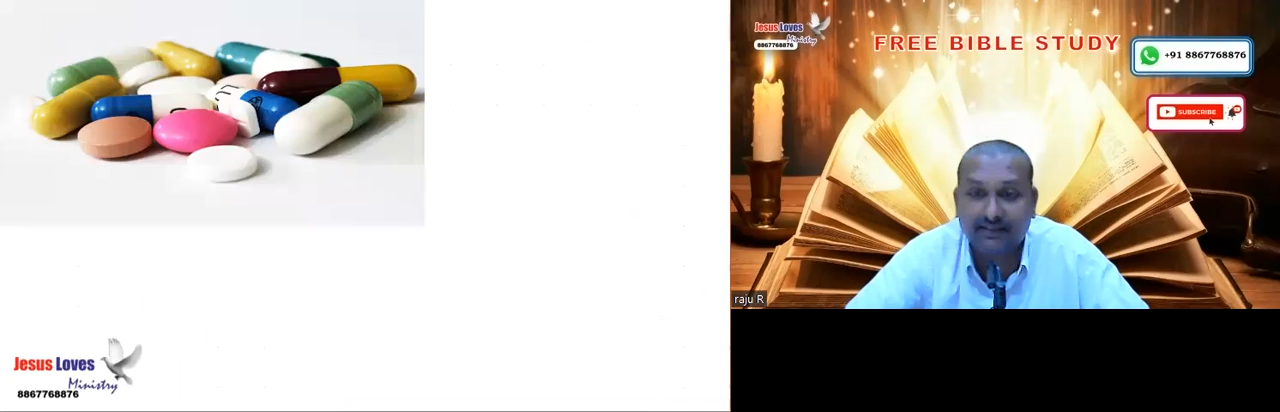 Jesus Loves
Ministry
8867768876
Jesus Loves
Ministry
8867768876
FREE BIBLE STUDY
+91 8867768876
SUBSCRIBE
raju R